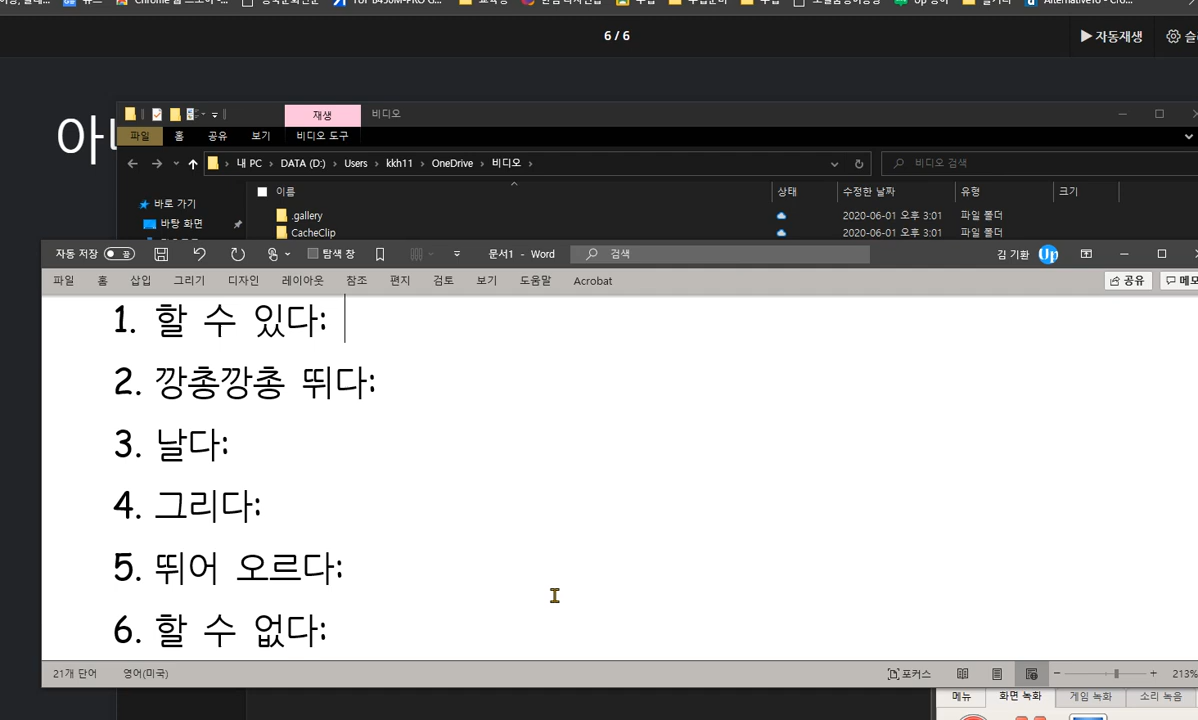 6 / 6
▶ 자동재생
재생
비디오
파일 홈 공유 보기 비디오 도구
내 PC > DATA (D:) > Users > kkh11 > OneDrive > 비디오 >
비디오 검색
바로 가기
바탕 화면
이름 상태 수정한 날짜 유형 크기
.gallery 2020-06-01 오후 3:01 파일 폴더
CacheClip 2020-06-01 오후 3:01 파일 폴더
자동 저장 끔 탐색 창 문서1 - Word 검색 김 기환 Up
파일 홈 삽입 그리기 디자인 레이아웃 참조 편지 검토 보기 도움말 Acrobat 공유 메모
1. 할 수 있다:
2. 깡총깡총 뛰다:
3. 날다:
4. 그리다:
5. 뛰어 오르다:
6. 할 수 없다:
21개 단어 영어(미국) 포커스 213%
메뉴 화면 녹화 게임 녹화 소리 녹음